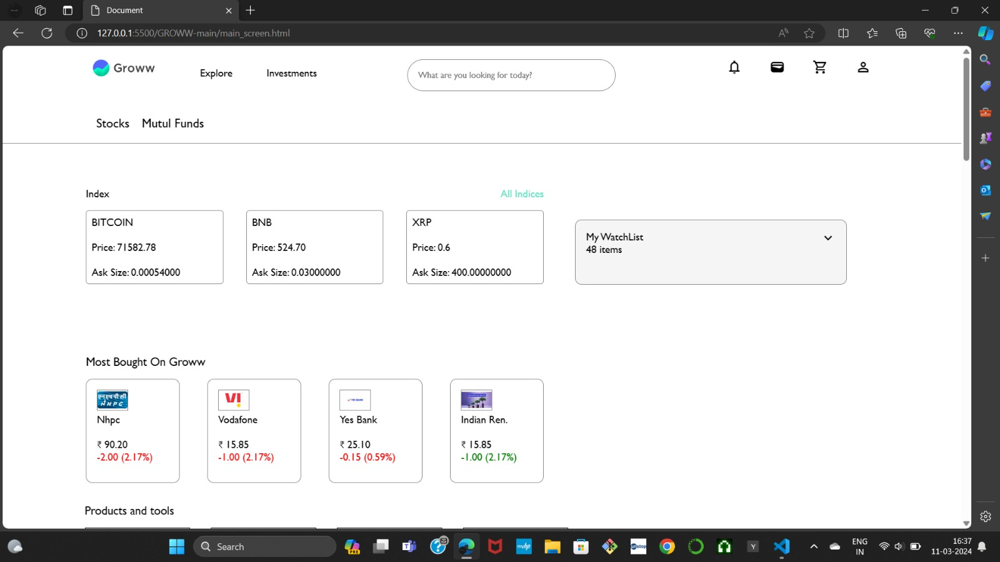 Document
127.0.0.1:5500/GROWW-main/main_screen.html
Groww
Explore
Investments
What are you looking for today?
Stocks
Mutul Funds
Index
All Indices
BITCOIN
Price: 71582.78
Ask Size: 0.00054000
BNB
Price: 524.70
Ask Size: 0.03000000
XRP
Price: 0.6
Ask Size: 400.00000000
My WatchList
48 items
Most Bought On Groww
एनएचपीसी
NHPC
Nhpc
₹ 90.20
-2.00 (2.17%)
VI
Vodafone
₹ 15.85
-1.00 (2.17%)
YES BANK
Yes Bank
₹ 25.10
-0.15 (0.59%)
Indian Ren.
₹ 15.85
-1.00 (2.17%)
Products and tools
Search
PRE
myhp
unstop
Y
ENG
IN
16:37
11-03-2024